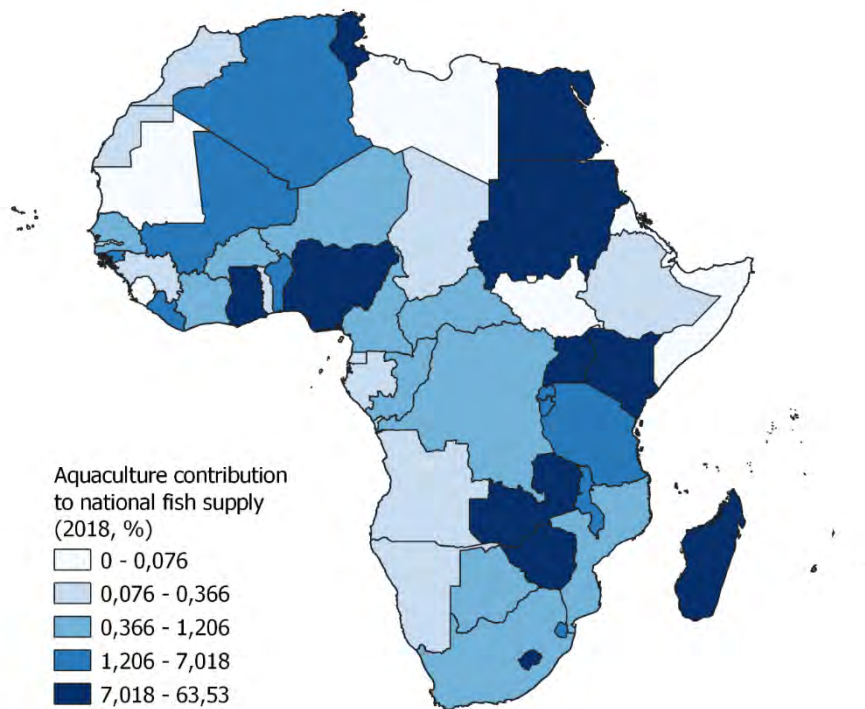 Aquaculture contribution
to national fish supply
(2018, %)
0 - 0,076
0,076 - 0,366
0,366 - 1,206
1,206 - 7,018
7,018 - 63,53